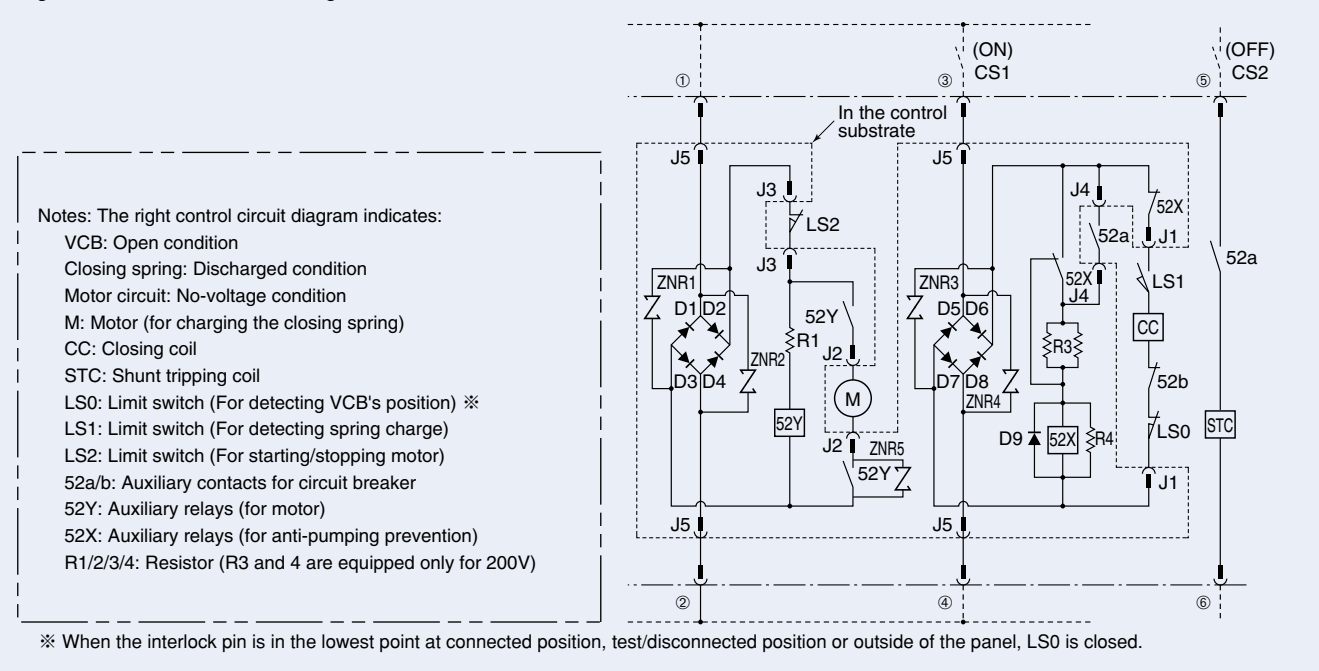 (ON)
CS1
(OFF)
CS2
①
③
⑤
In the control
substrate
J5
J5
J3
J4
52X
LS2
52a
J1
J3
52a
52X
J4
LS1
ZNR1
ZNR3
D1 D2
52Y
D5 D6
R1
CC
R3
J2
ZNR2
D3 D4
D7 D8
52b
M
ZNR4
52Y
D9
52X
R4
LS0
STC
J2
ZNR5
52Y
J1
J5
J5
②
④
⑥
Notes: The right control circuit diagram indicates:
VCB: Open condition
Closing spring: Discharged condition
Motor circuit: No-voltage condition
M: Motor (for charging the closing spring)
CC: Closing coil
STC: Shunt tripping coil
LS0: Limit switch (For detecting VCB's position) ※
LS1: Limit switch (For detecting spring charge)
LS2: Limit switch (For starting/stopping motor)
52a/b: Auxiliary contacts for circuit breaker
52Y: Auxiliary relays (for motor)
52X: Auxiliary relays (for anti-pumping prevention)
R1/2/3/4: Resistor (R3 and 4 are equipped only for 200V)
※ When the interlock pin is in the lowest point at connected position, test/disconnected position or outside of the panel, LS0 is closed.